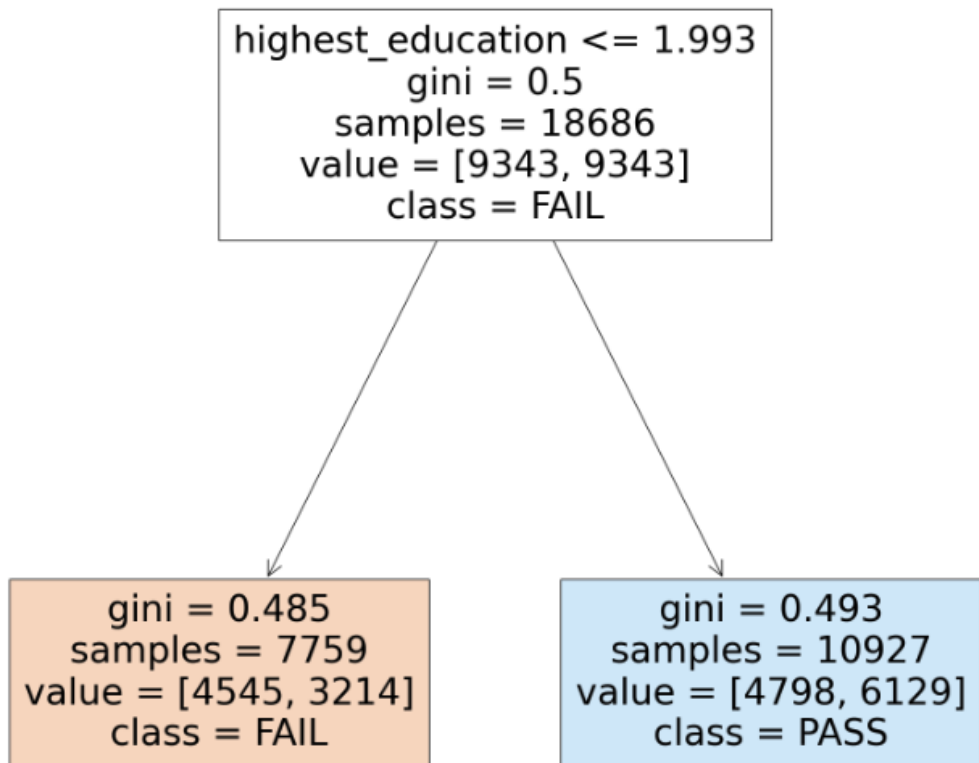 highest_education <= 1.993
gini = 0.5
samples = 18686
value = [9343, 9343]
class = FAIL
gini = 0.485
samples = 7759
value = [4545, 3214]
class = FAIL
gini = 0.493
samples = 10927
value = [4798, 6129]
class = PASS